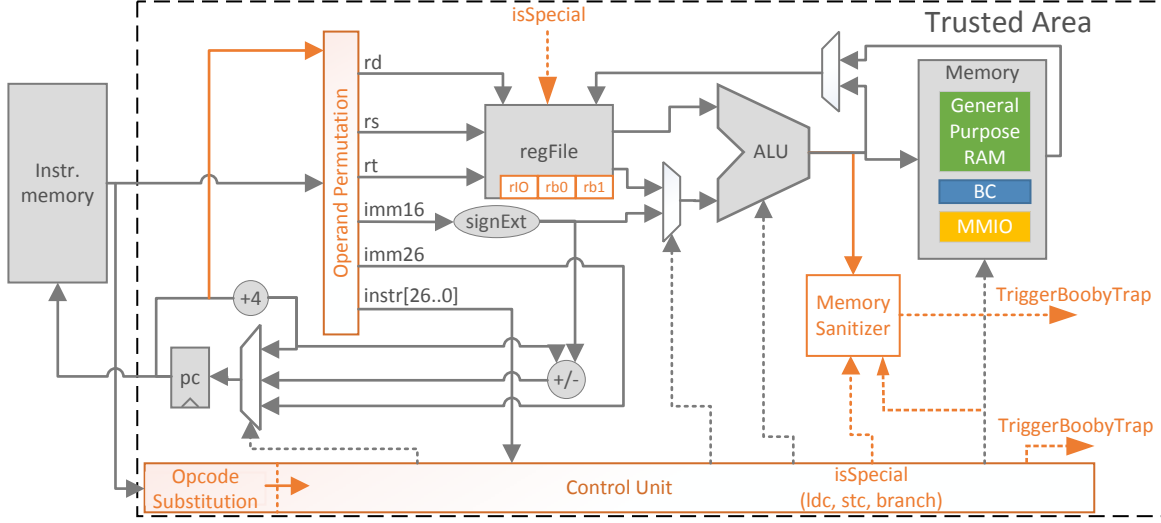 isSpecial
Trusted Area
Instr.
memory
Operand Permutation
rd
rs
rt
imm16
imm26
instr[26..0]
regFile
rIO
rb0
rb1
signExt
ALU
Memory
General
Purpose
RAM
BC
MMIO
+4
pc
+/-
Memory
Sanitizer
TriggerBoobyTrap
TriggerBoobyTrap
Opcode
Substitution
Control Unit
isSpecial
(ldc, stc, branch)